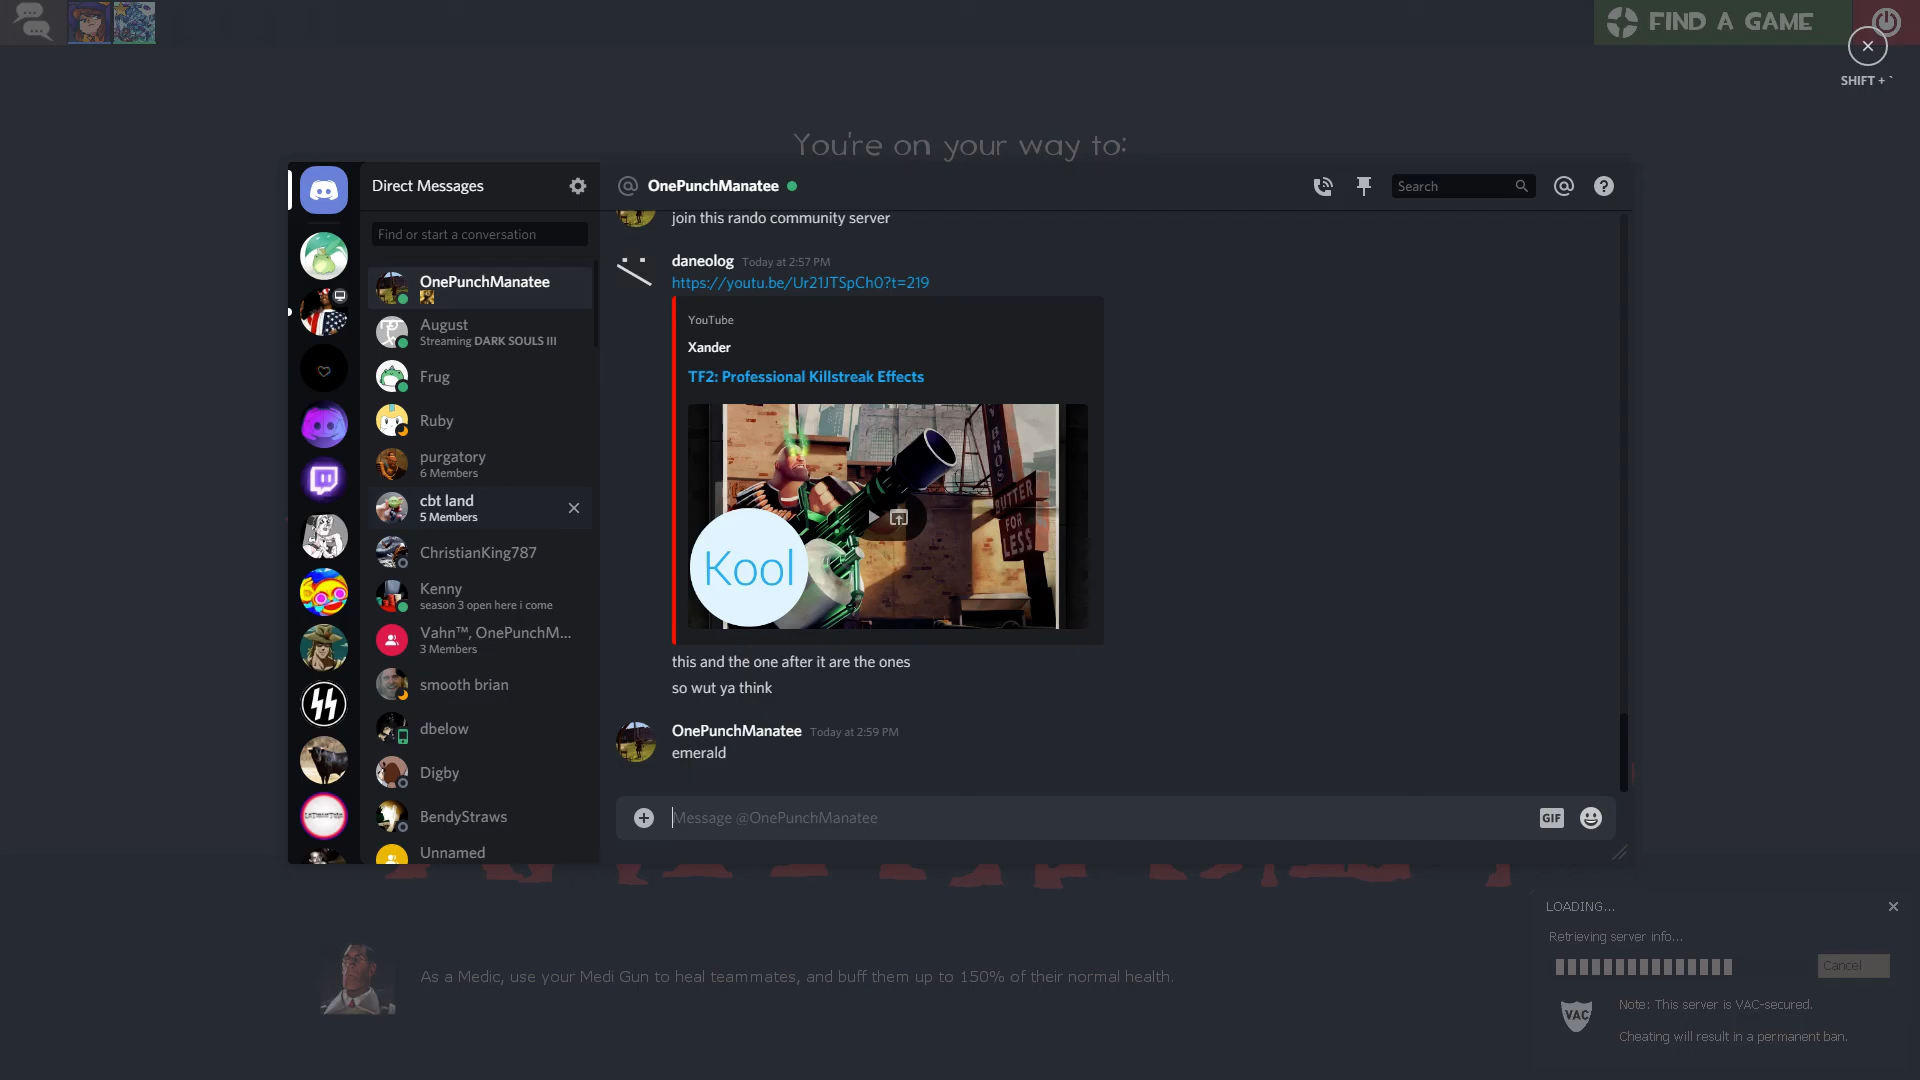 FIND A GAME
SHIFT + `
You're on your way to:
Direct Messages
Find or start a conversation
OnePunchManatee
August
Streaming DARK SOULS III
Frug
Ruby
purgatory
6 Members
cbt land
5 Members
ChristianKing787
Kenny
season 3 open here i come
Vahn™, OnePunchM...
3 Members
smooth brian
dbelow
Digby
BendyStraws
Unnamed
OnePunchManatee
Search
join this rando community server
daneolog Today at 2:57 PM
https://youtu.be/Ur21JTSpCh0?t=219
YouTube
Xander
TF2: Professional Killstreak Effects
BROS
BUTTER
FOR
LESS
Kool
this and the one after it are the ones
so wut ya think
OnePunchManatee Today at 2:59 PM
emerald
Message @OnePunchManatee
GIF
As a Medic, use your Medi Gun to heal teammates, and buff them up to 150% of their normal health.
LOADING...
Retrieving server info...
Cancel
VAC
Note: This server is VAC-secured.
Cheating will result in a permanent ban.